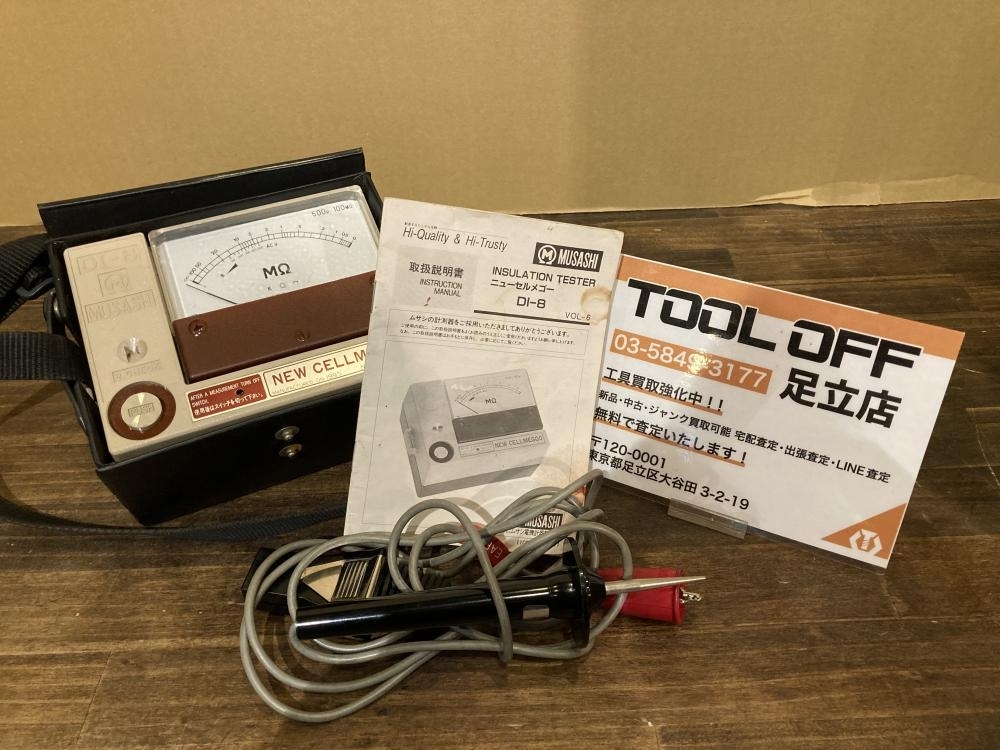 500V 100MΩ
AC V
MΩ
DI-8
MUSASHI
PUSH
AFTER A MEASUREMENT TURN OFF SWITCH.
使用後はスイッチを切って下さい。
NEW CELLM
Hi-Quality & Hi-Trusty
MUSASHI
取扱説明書
INSTRUCTION
MANUAL
INSULATION TESTER
ニューセルメゴー
DI-8
VOL-6
ムサシの計測器をご採用いただきましてありがとうございます。
MΩ
NEW CELLMEGGO
MUSASHI
TOOL OFF
03-5849-3177
足立店
工具買取強化中!!
新品・中古・ジャンク買取可能 宅配査定・出張査定・LINE査定
無料で査定いたします!
〒120-0001
東京都足立区大谷田 3-2-19